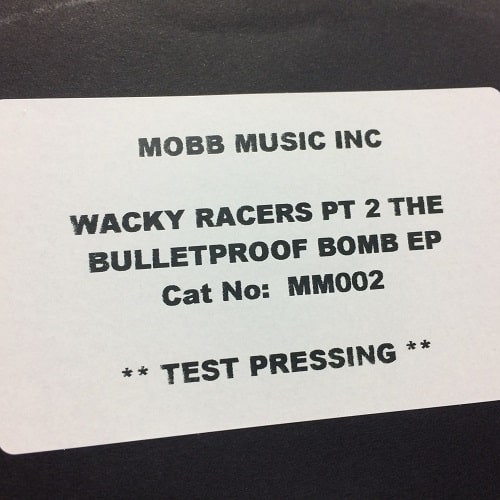 MOBB MUSIC INC
WACKY RACERS PT 2 THE
BULLETPROOF BOMB EP
Cat No: MM002
** TEST PRESSING **